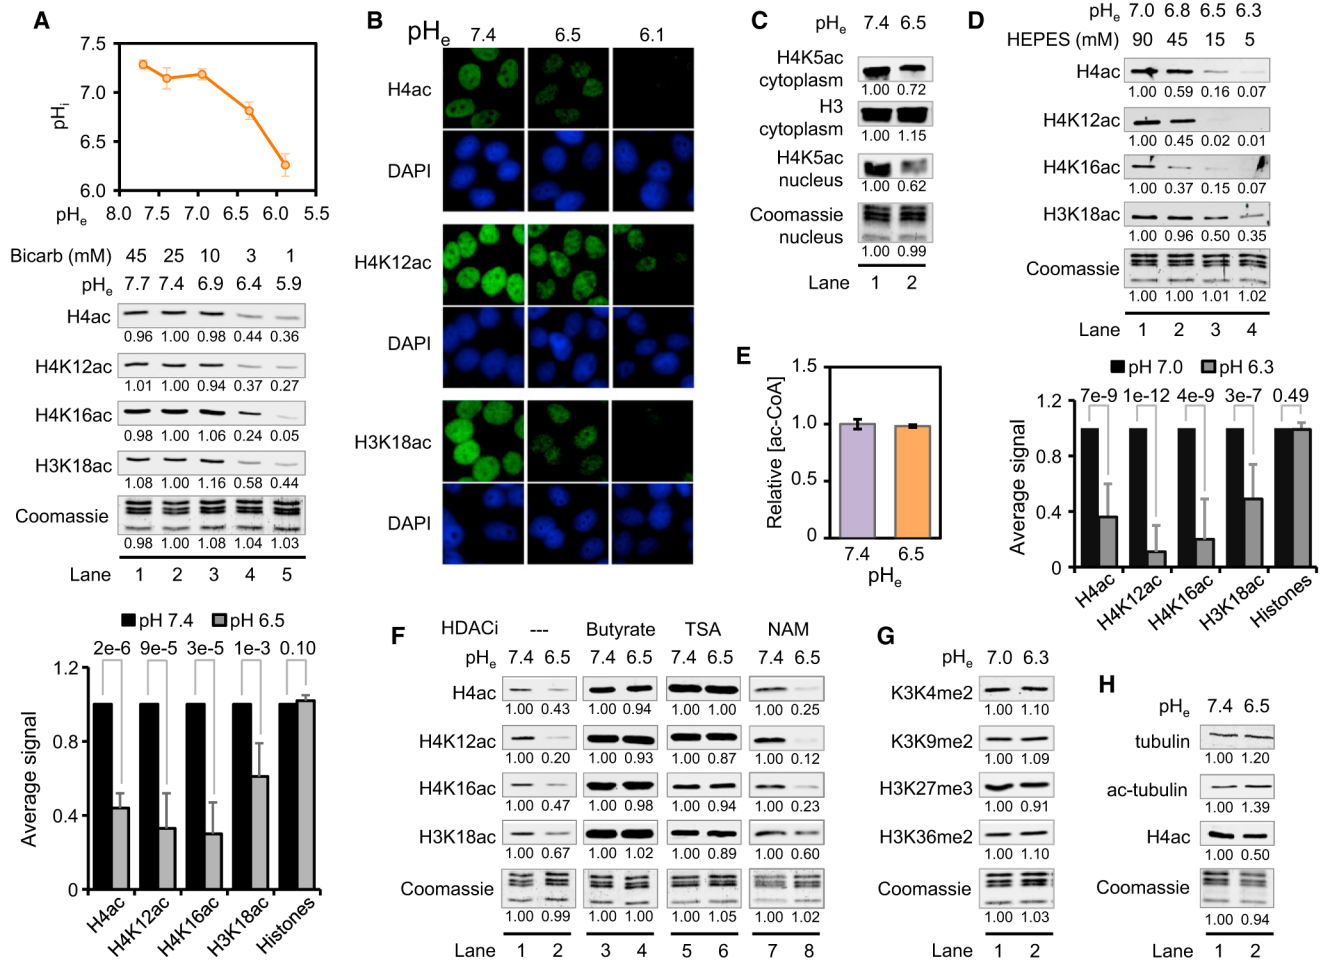 A
7.5
7.0
6.5
6.0
pHi
8.0 7.5 7.0 6.5 6.0 5.5
pHe
Bicarb (mM) 45 25 10 3 1
pHe 7.7 7.4 6.9 6.4 5.9
H4ac
0.96 1.00 0.98 0.44 0.36
H4K12ac
1.01 1.00 0.94 0.37 0.27
H4K16ac
0.98 1.00 1.06 0.24 0.05
H3K18ac
1.08 1.00 1.16 0.58 0.44
Coomassie
0.98 1.00 1.08 1.04 1.03
Lane 1 2 3 4 5
pH 7.4 pH 6.5
2e-6 9e-5 3e-5 1e-3 0.10
1.2
0.8
0.4
0
Average signal
H4ac H4K12ac H4K16ac H3K18ac Histones
B
pHe 7.4 6.5 6.1
H4ac
DAPI
H4K12ac
DAPI
H3K18ac
DAPI
C
pHe 7.4 6.5
H4K5ac
cytoplasm
1.00 0.72
H3
cytoplasm
1.00 1.15
H4K5ac
nucleus
1.00 0.62
Coomassie
nucleus
1.00 0.99
Lane 1 2
D
pHe 7.0 6.8 6.5 6.3
HEPES (mM) 90 45 15 5
H4ac
1.00 0.59 0.16 0.07
H4K12ac
1.00 0.45 0.02 0.01
H4K16ac
1.00 0.37 0.15 0.07
H3K18ac
1.00 0.96 0.50 0.35
Coomassie
1.00 1.00 1.01 1.02
Lane 1 2 3 4
pH 7.0 pH 6.3
7e-9 1e-12 4e-9 3e-7 0.49
1.2
0.8
0.4
0
Average signal
H4ac H4K12ac H4K16ac H3K18ac Histones
E
1.5
1.0
0.5
0
Relative [ac-CoA]
7.4 6.5
pHe
F
HDACi --- Butyrate TSA NAM
pHe 7.4 6.5 7.4 6.5 7.4 6.5 7.4 6.5
H4ac
1.00 0.43 1.00 0.94 1.00 1.00 1.00 0.25
H4K12ac
1.00 0.20 1.00 0.93 1.00 0.87 1.00 0.12
H4K16ac
1.00 0.47 1.00 0.98 1.00 0.94 1.00 0.23
H3K18ac
1.00 0.67 1.00 1.02 1.00 0.89 1.00 0.60
Coomassie
1.00 0.99 1.00 1.00 1.00 1.05 1.00 1.02
Lane 1 2 3 4 5 6 7 8
G
pHe 7.0 6.3
K3K4me2
1.00 1.10
K3K9me2
1.00 1.09
H3K27me3
1.00 0.91
H3K36me2
1.00 1.10
Coomassie
1.00 1.03
Lane 1 2
H
pHe 7.4 6.5
tubulin
1.00 1.20
ac-tubulin
1.00 1.39
H4ac
1.00 0.50
Coomassie
1.00 0.94
Lane 1 2